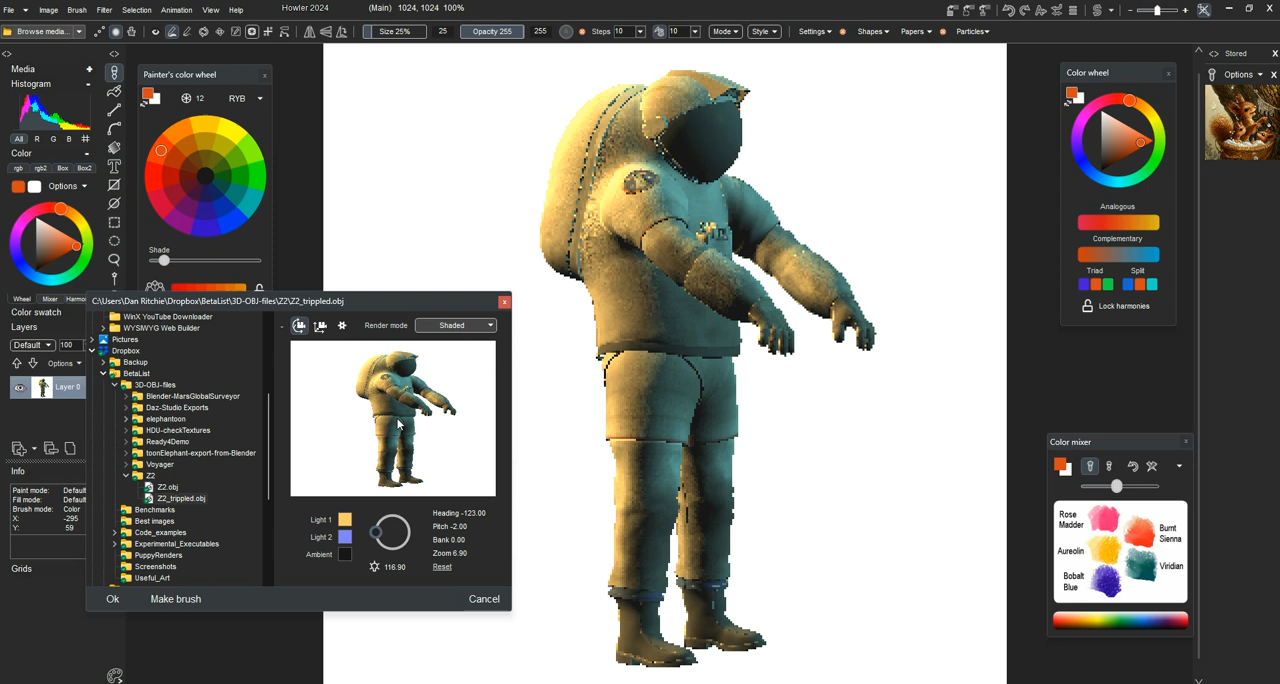 File Image Brush Filter Selection Animation View Help Howler 2024 (Main) 1024, 1024 100%
Browse media... Size 25% 25 Opacity 255 255 Steps 10 10 Mode Style Settings Shapes Papers Particles
Media
Histogram
All R G B #
Color
rgb rgb2 Box Box2
Options
Wheel Mixer Harmo
Color swatch
Layers
Default 100
Options
Layer 0
Info
Paint mode: Default
Fill mode: Default
Brush mode: Color
X: -295
Y: 59
Grids
Painter's color wheel
12 RYB
Shade
C:\Users\Dan Ritchie\Dropbox\BetaList\3D-OBJ-files\Z2\Z2_trippled.obj
WinX YouTube Downloader
WYSIWYG Web Builder
Pictures
Dropbox
Backup
BetaList
3D-OBJ-files
Blender-MarsGlobalSurveyor
Daz-Studio Exports
elephantoon
HDU-checkTextures
Ready4Demo
toonElephant-export-from-Blender
Voyager
Z2
Z2.obj
Z2_trippled.obj
Benchmarks
Best images
Code_examples
Experimental_Executables
PuppyRenders
Screenshots
Useful_Art
Render mode Shaded
Light 1
Light 2
Ambient
116.90
Heading -123.00
Pitch -2.00
Bank 0.00
Zoom 6.90
Reset
Ok Make brush Cancel
Color wheel
Analogous
Complementary
Triad Split
Lock harmonies
Color mixer
Rose Madder
Burnt Sienna
Aureolin
Viridian
Bobalt Blue
Stored
Options